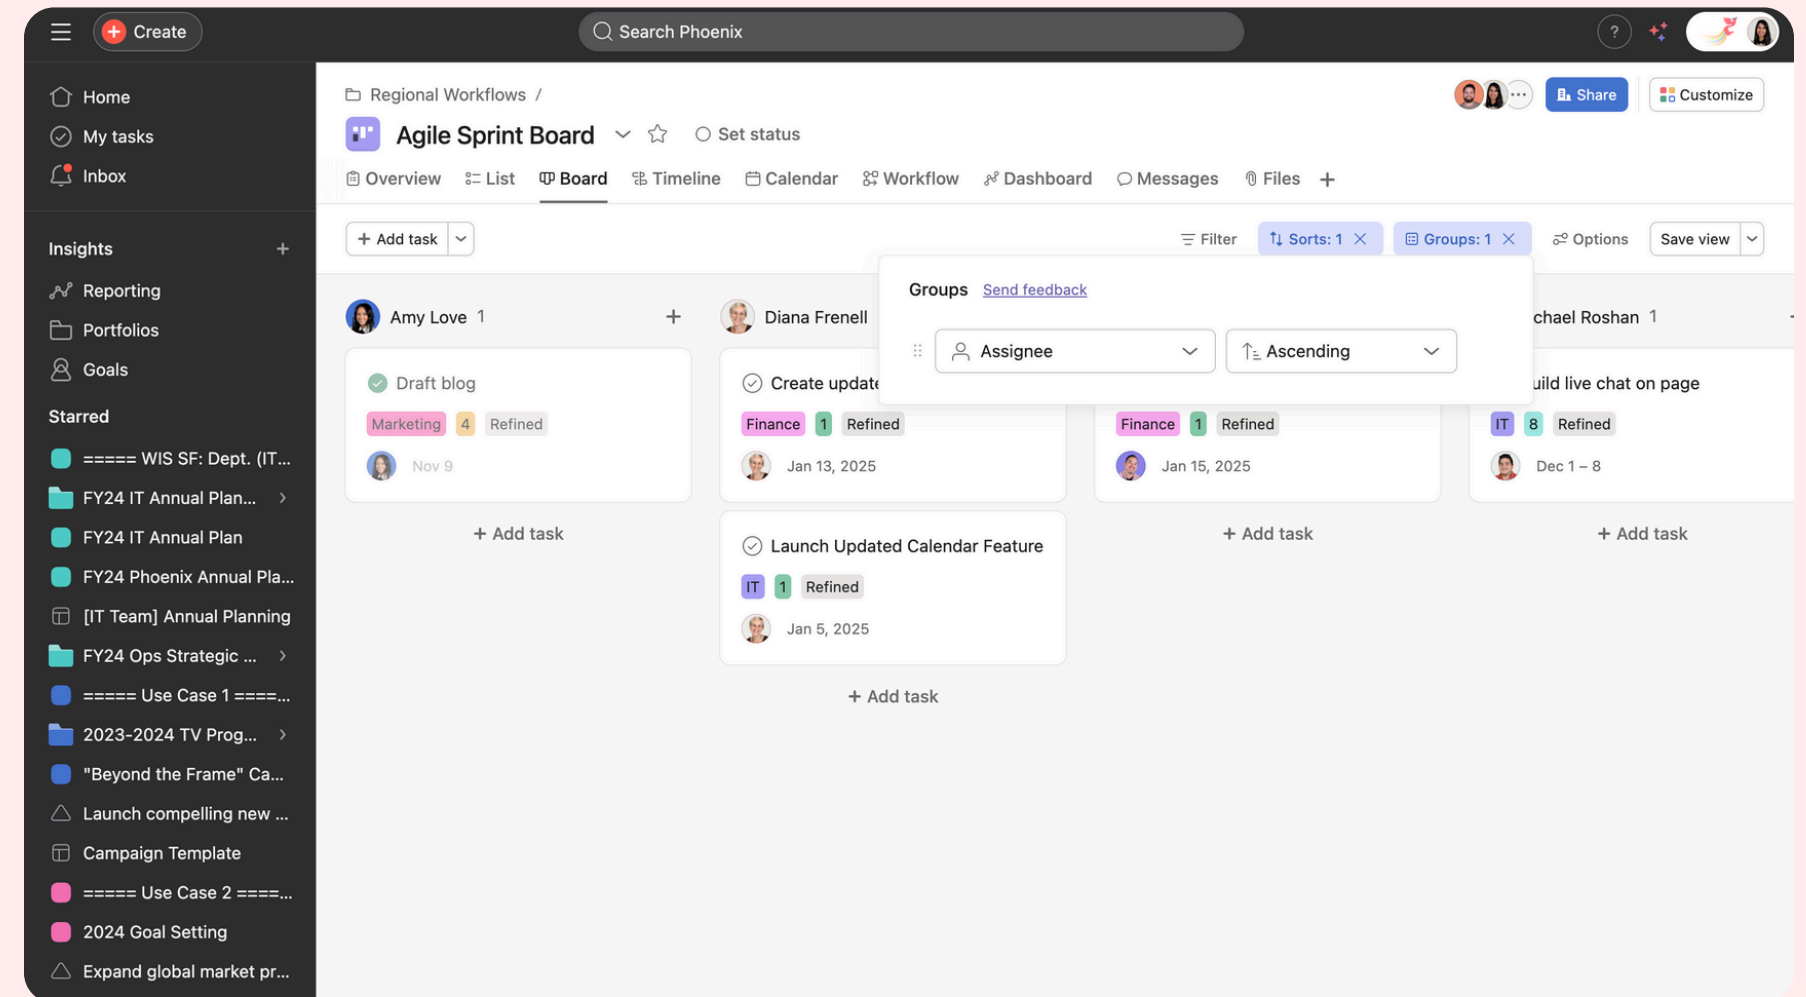 Create
Search Phoenix
?
Home
My tasks
Inbox
Insights
Reporting
Portfolios
Goals
Starred
===== WIS SF: Dept. (IT...
FY24 IT Annual Plan...
FY24 IT Annual Plan
FY24 Phoenix Annual Pla...
[IT Team] Annual Planning
FY24 Ops Strategic ...
===== Use Case 1 ====...
2023-2024 TV Prog...
"Beyond the Frame" Ca...
Launch compelling new ...
Campaign Template
===== Use Case 2 ====...
2024 Goal Setting
Expand global market pr...
Regional Workflows /
Share
Customize
Agile Sprint Board
Set status
Overview List Board Timeline Calendar Workflow Dashboard Messages Files +
+ Add task
Filter Sorts: 1 Groups: 1 Options Save view
Groups Send feedback
Assignee Ascending
Amy Love 1 +
Draft blog
Marketing 4 Refined
Nov 9
+ Add task
Diana Frenell
Create update
Finance 1 Refined
Jan 13, 2025
Launch Updated Calendar Feature
IT 1 Refined
Jan 5, 2025
+ Add task
Finance 1 Refined
Jan 15, 2025
+ Add task
chael Roshan 1
uild live chat on page
IT 8 Refined
Dec 1 – 8
+ Add task